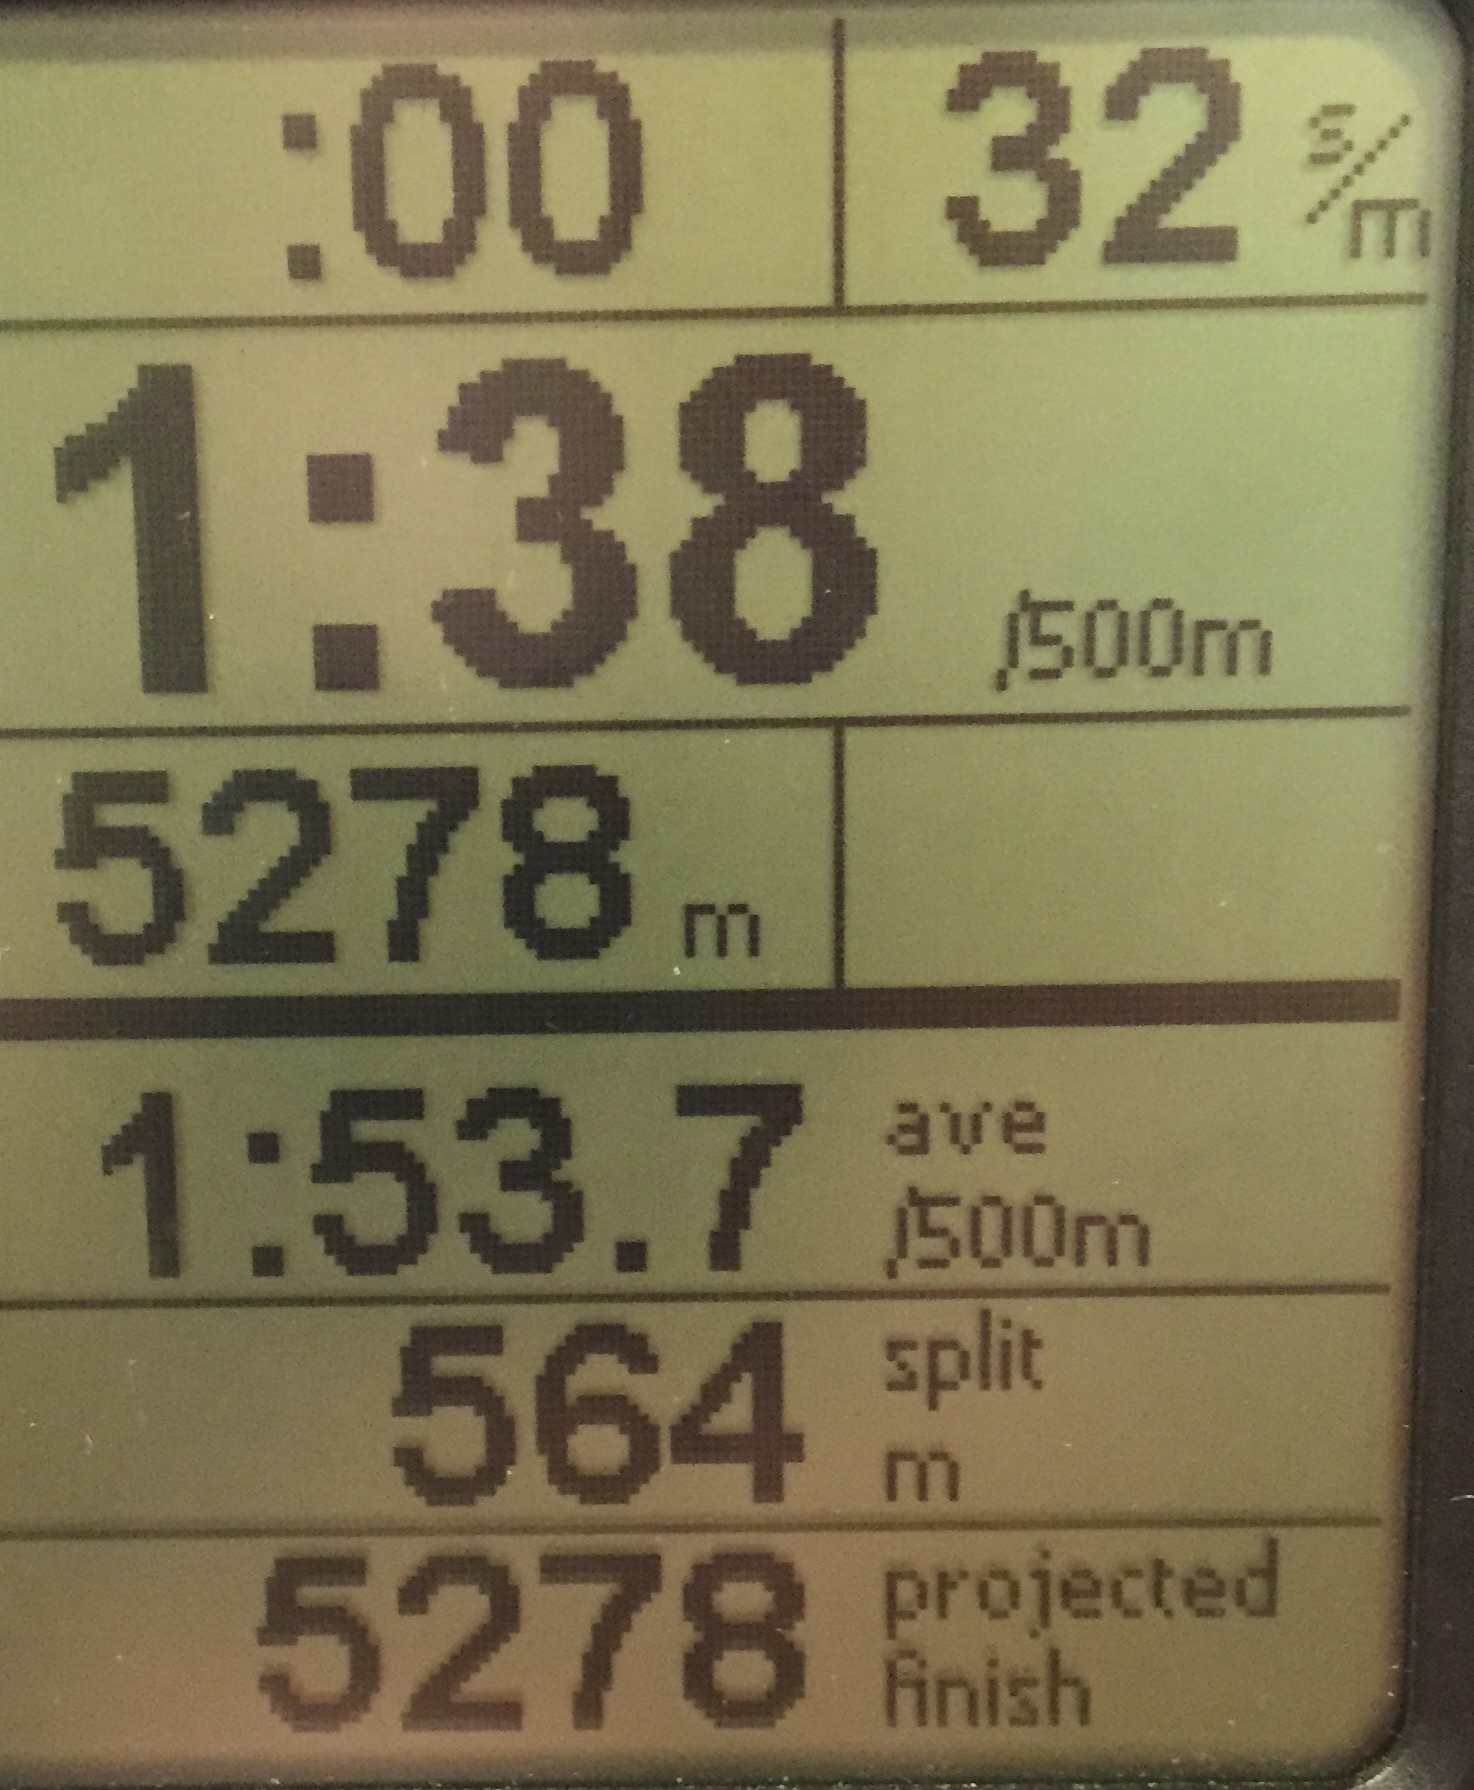 :00 32 s/m
1:38 /500m
5278 m
1:53.7 ave /500m
564 split m
5278 projected finish